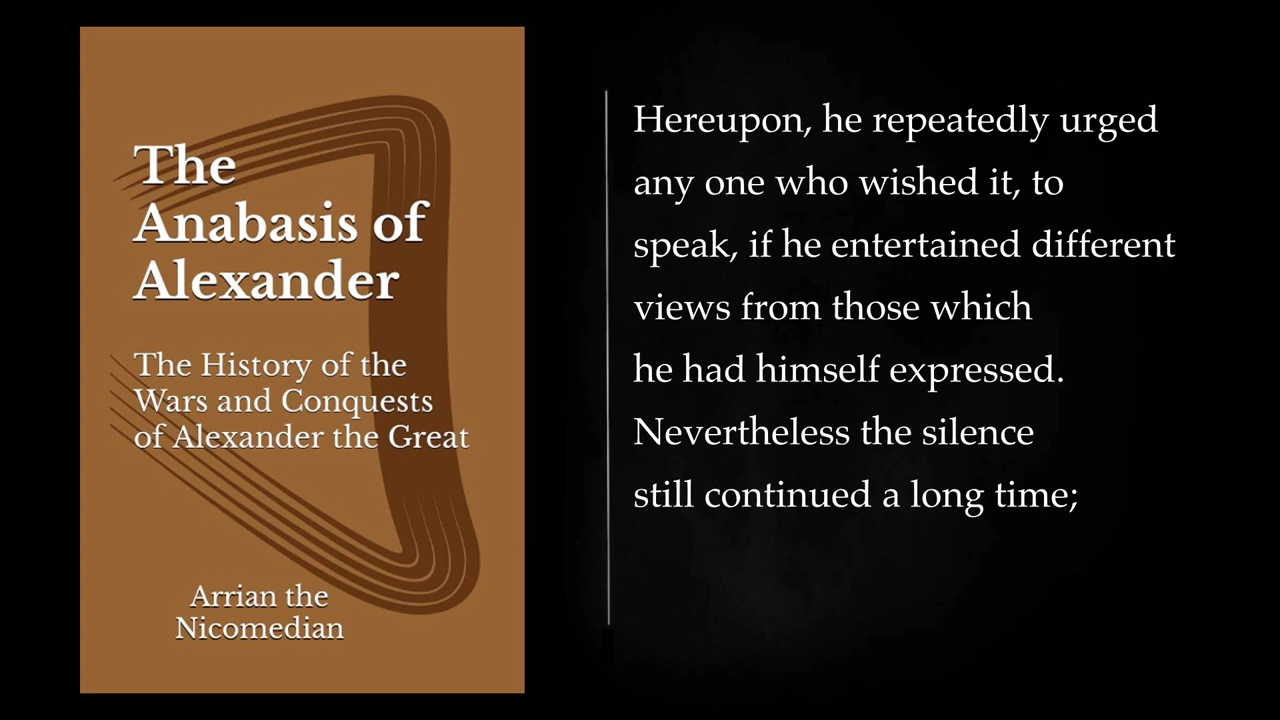 The
Anabasis of
Alexander
The History of the
Wars and Conquests
of Alexander the Great
Arrian the
Nicomedian
Hereupon, he repeatedly urged
any one who wished it, to
speak, if he entertained different
views from those which
he had himself expressed.
Nevertheless the silence
still continued a long time;